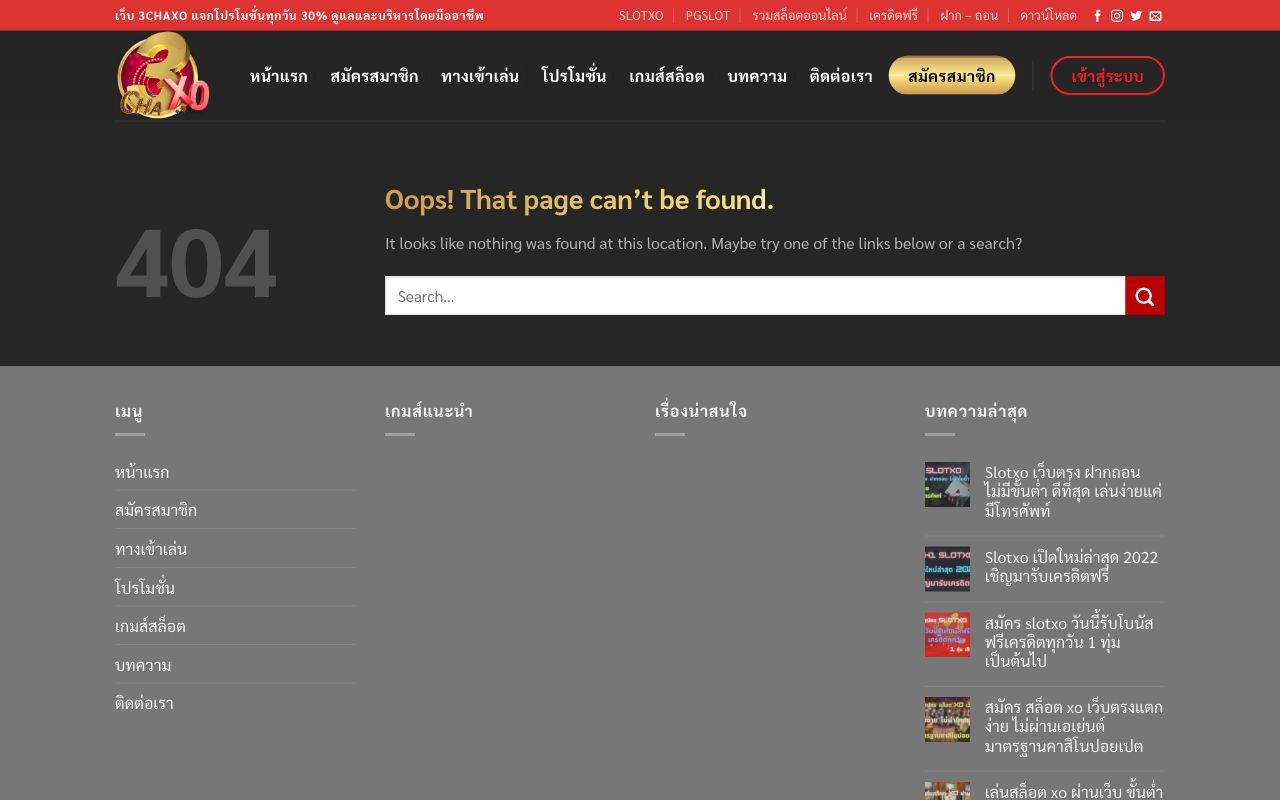 เว็บ 3CHAXO แจกโปรโมชั่นทุกวัน 30% ดูแลและบริหารโดยมืออาชีพ
SLOTXO
PGSLOT
รวมสล็อตออนไลน์
เครดิตฟรี
ฝาก – ถอน
ดาวน์โหลด
3
CHA
XO
หน้าแรก
สมัครสมาชิก
ทางเข้าเล่น
โปรโมชั่น
เกมส์สล็อต
บทความ
ติดต่อเรา
สมัครสมาชิก
เข้าสู่ระบบ
404
Oops! That page can’t be found.
It looks like nothing was found at this location. Maybe try one of the links below or a search?
Search...
เมนู
หน้าแรก
สมัครสมาชิก
ทางเข้าเล่น
โปรโมชั่น
เกมส์สล็อต
บทความ
ติดต่อเรา
เกมส์แนะนำ
เรื่องน่าสนใจ
บทความล่าสุด
Slotxo เว็บตรง ฝากถอน
ไม่มีขั้นต่ำ ดีที่สุด เล่นง่ายแค่
มีโทรศัพท์
Slotxo เปิดใหม่ล่าสุด 2022
เชิญมารับเครดิตฟรี
สมัคร slotxo วันนี้รับโบนัส
ฟรีเครดิตทุกวัน 1 ทุ่ม
เป็นต้นไป
สมัคร สล็อต xo เว็บตรงแตก
ง่าย ไม่ผ่านเอเย่นต์
มาตรฐานคาสิโนปอยเปต
เล่นสล็อต xo ผ่านเว็บ ขั้นต่ำ